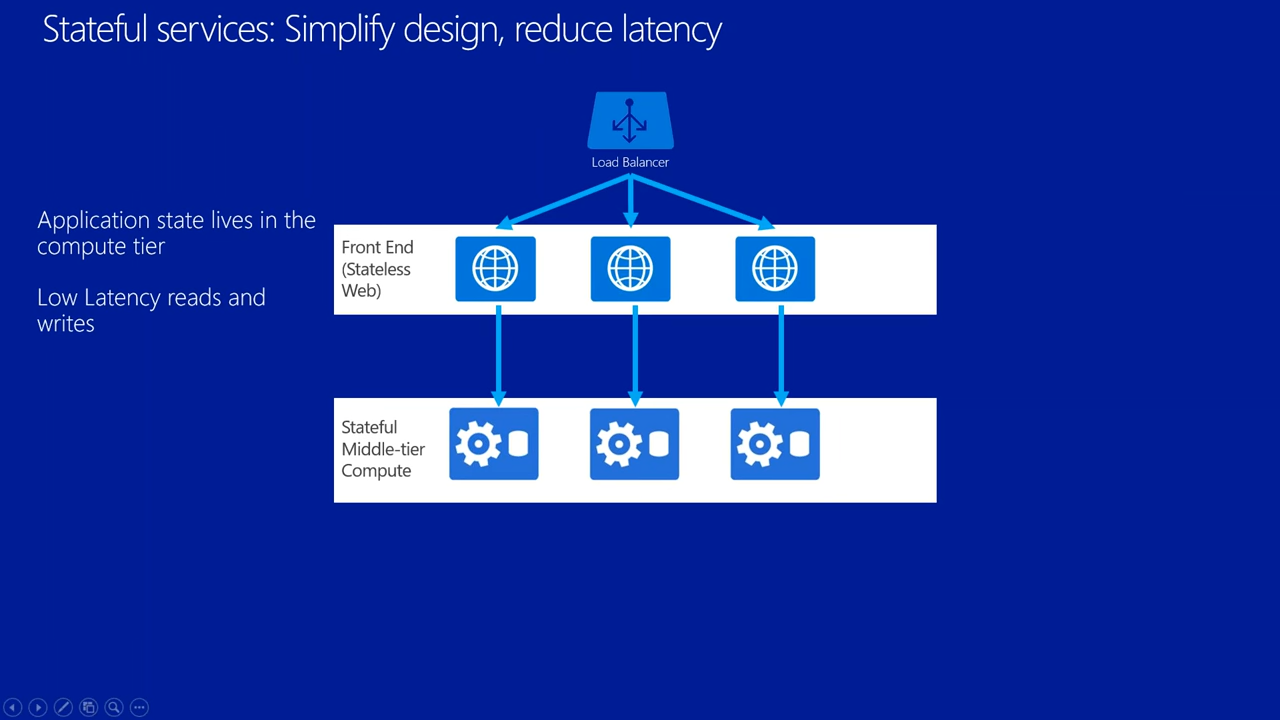 Stateful services: Simplify design, reduce latency
Load Balancer
Application state lives in the
compute tier
Low Latency reads and
writes
Front End
(Stateless
Web)
Stateful
Middle-tier
Compute